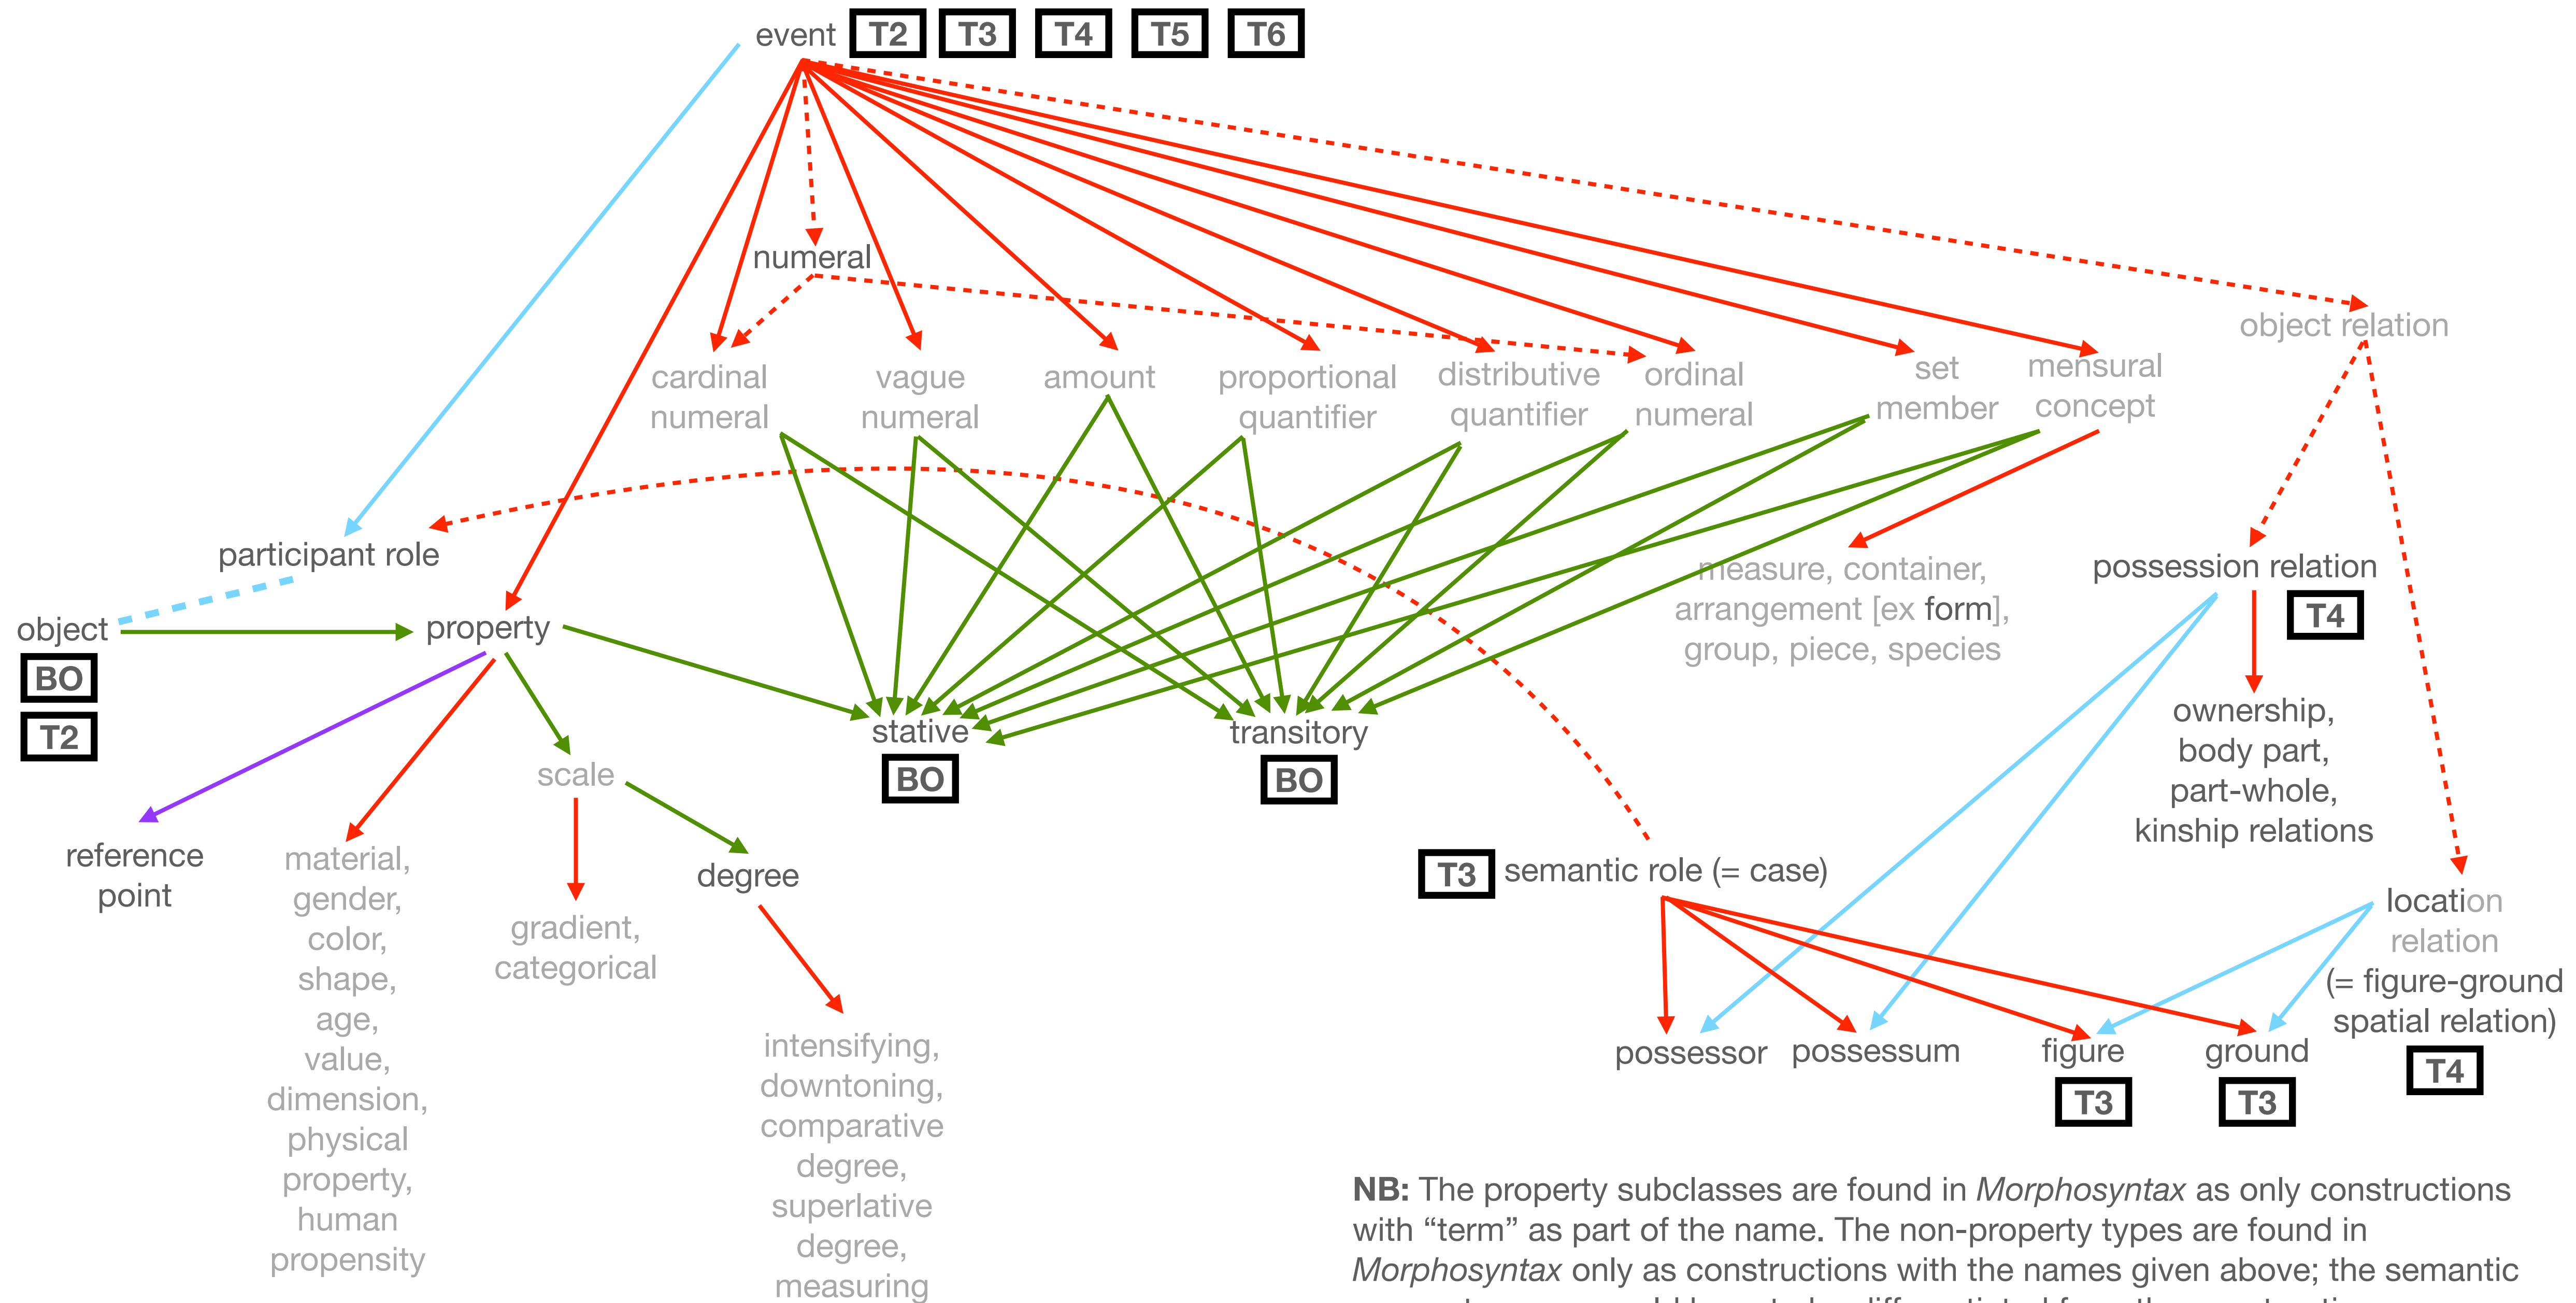 event T2 T3 T4 T5 T6
numeral
object relation
cardinal
numeral
vague
numeral
amount
proportional
quantifier
distributive
quantifier
ordinal
numeral
set
member
mensural
concept
participant role
object
BO
T2
property
measure, container,
arrangement [ex form],
group, piece, species
possession relation
T4
ownership,
body part,
part-whole,
kinship relations
stative
BO
transitory
BO
scale
reference
point
material,
gender,
color,
shape,
age,
value,
dimension,
physical
property,
human
propensity
gradient,
categorical
degree
intensifying,
downtoning,
comparative
degree,
superlative
degree,
measuring
T3 semantic role (= case)
location
relation
(= figure-ground
spatial relation)
T4
possessor
possessum
figure
T3
ground
T3
NB: The property subclasses are found in Morphosyntax as only constructions
with “term” as part of the name. The non-property types are found in
Morphosyntax only as constructions with the names given above; the semantic